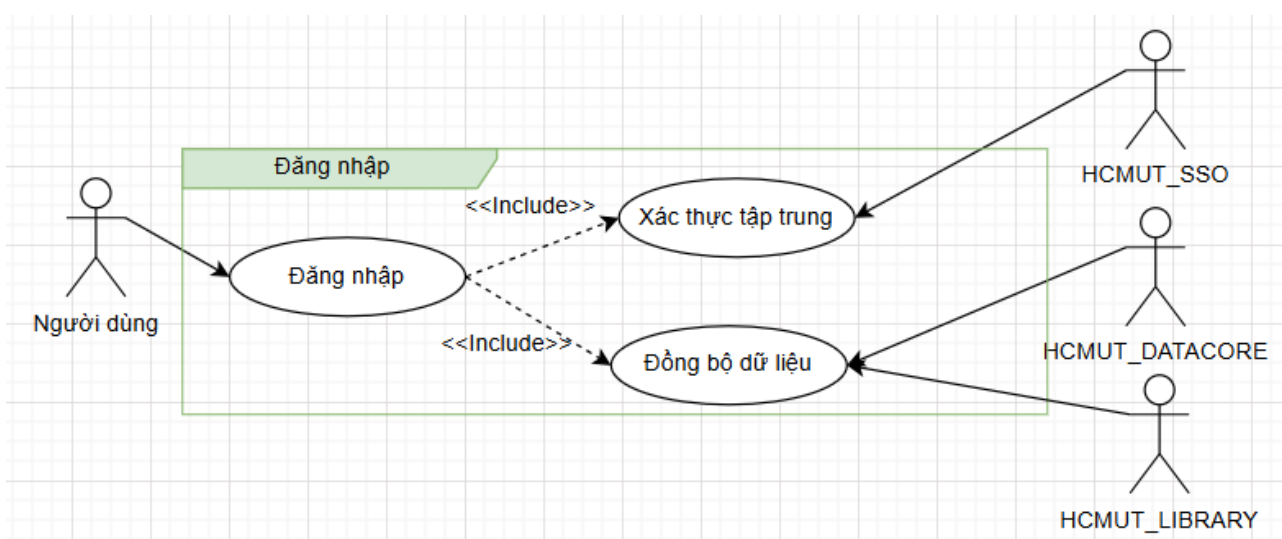 Đăng nhập
HCMUT_SSO
<<Include>>
Xác thực tập trung
Đăng nhập
Người dùng
<<Include>>
Đồng bộ dữ liệu
HCMUT_DATACORE
HCMUT_LIBRARY